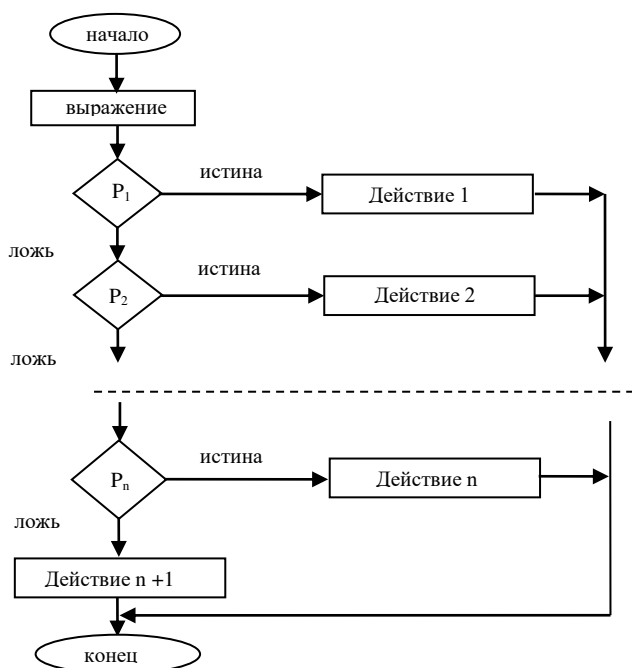 начало
выражение
истина
P₁
Действие 1
ложь
истина
P₂
Действие 2
ложь
истина
Pₙ
Действие n
ложь
Действие n +1
конец